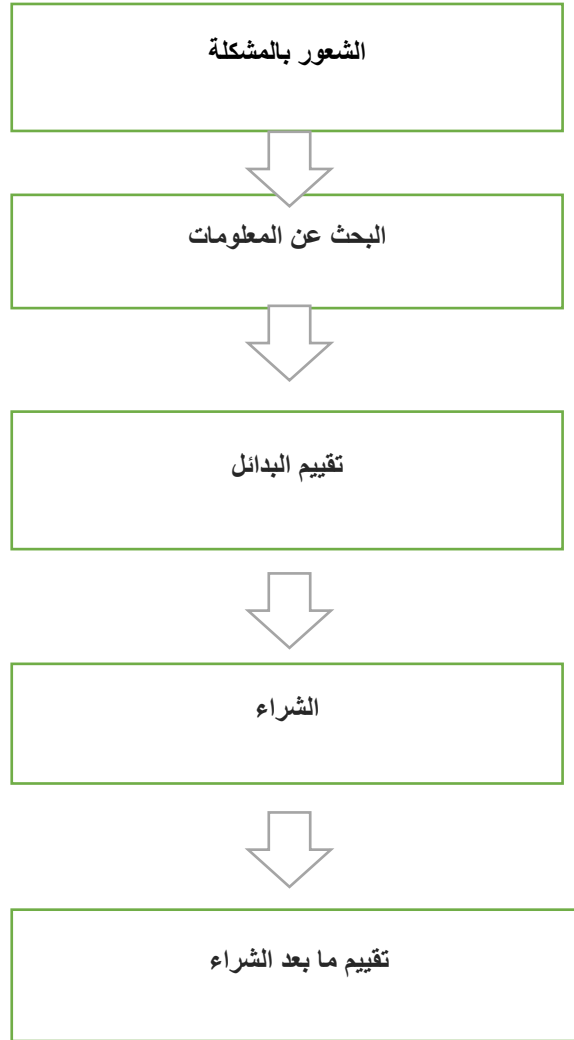 الشعور بالمشكلة
البحث عن المعلومات
تقييم البدائل
الشراء
تقييم ما بعد الشراء